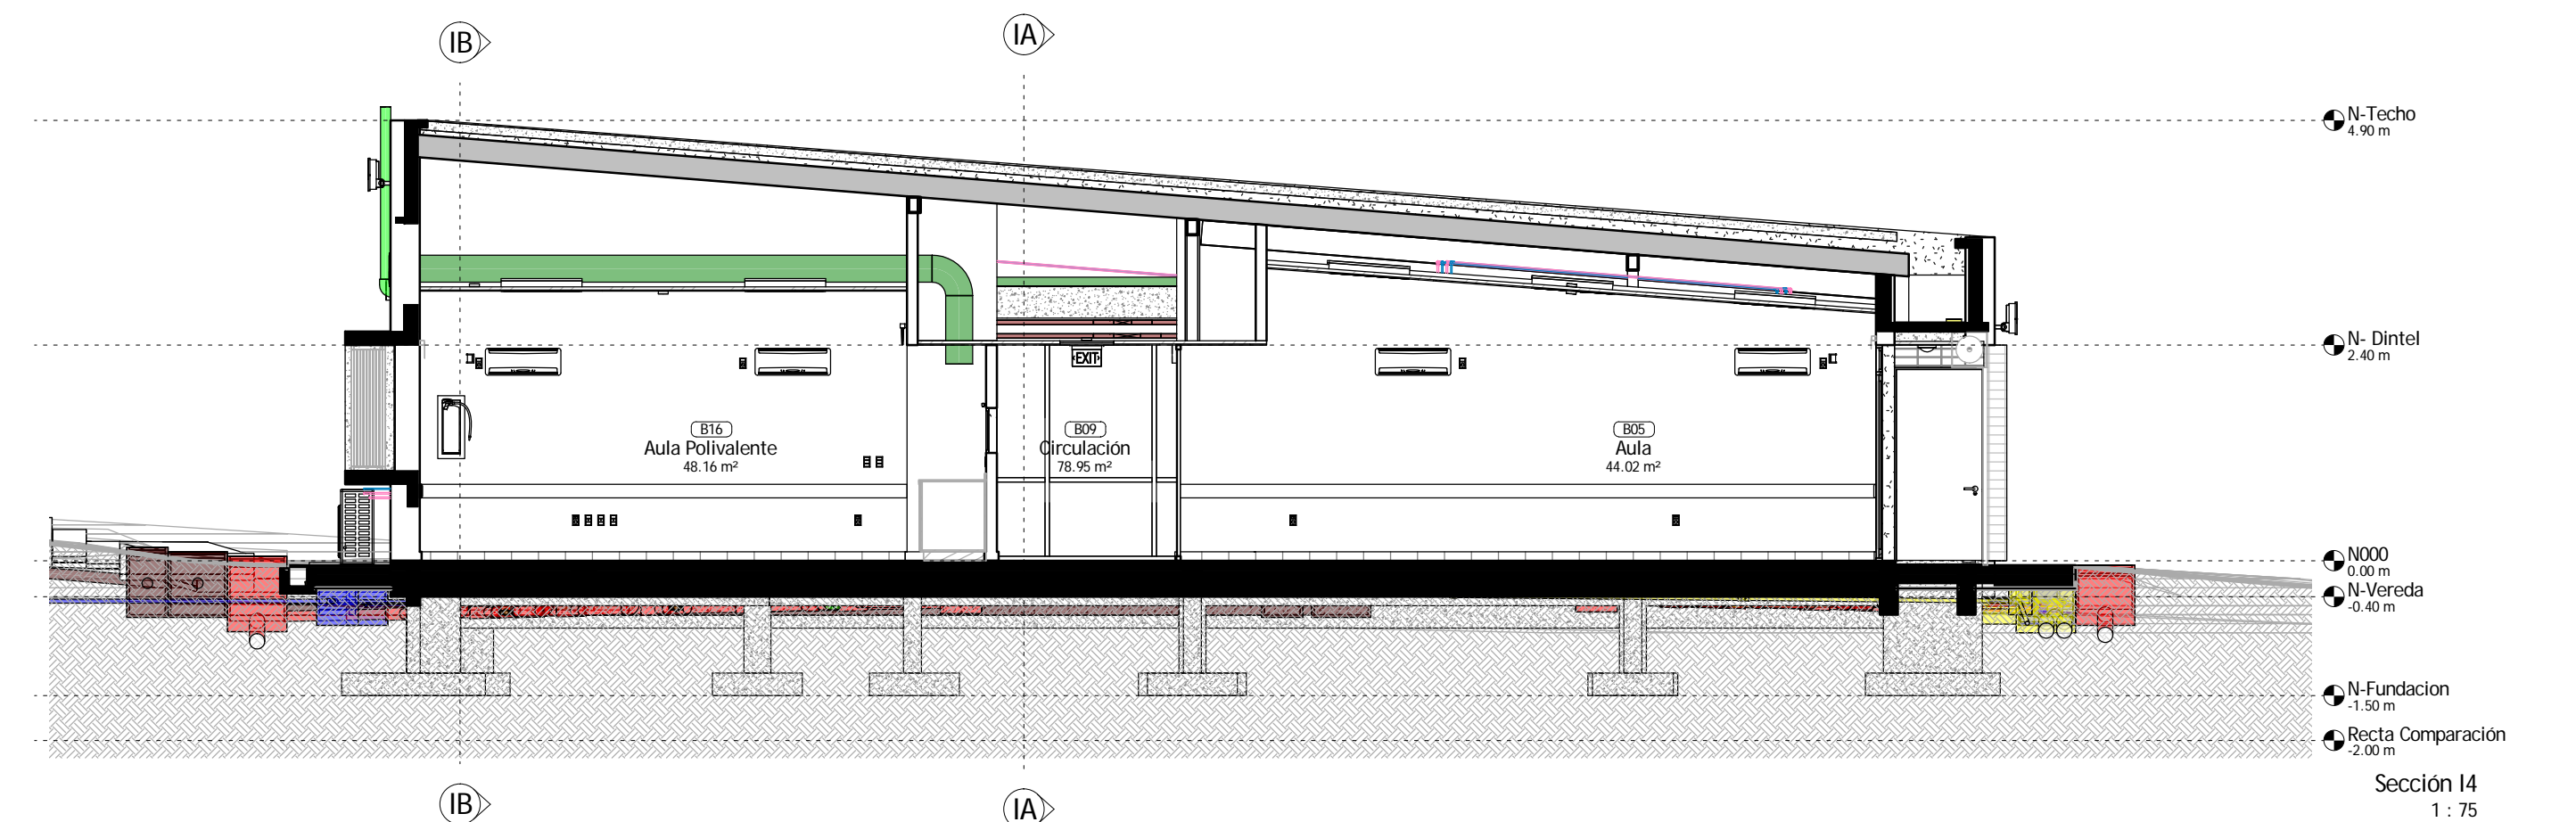 IB
IA
N-Techo
4.90 m
N- Dintel
2.40 m
EXIT
B16
Aula Polivalente
48.16 m²
B09
Circulación
78.95 m²
B05
Aula
44.02 m²
N000
0.00 m
N-Vereda
-0.40 m
N-Fundacion
-1.50 m
Recta Comparación
-2.00 m
Sección I4
1 : 75
IB
IA